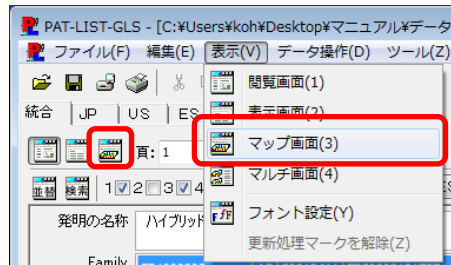 PAT-LIST-GLS - [C:¥Users¥koh¥Desktop¥マニュアル¥データ
ファイル(F) 編集(E) 表示(V) データ操作(D) ツール(Z)
閲覧画面(1)
統合 JP US ES
表示画面(2)
頁: 1
マップ画面(3)
マルチ画面(4)
並替 検索 1 2 3 4
発明の名称 ハイブリッド
フォント設定(Y)
更新処理マークを解除(Z)
Family